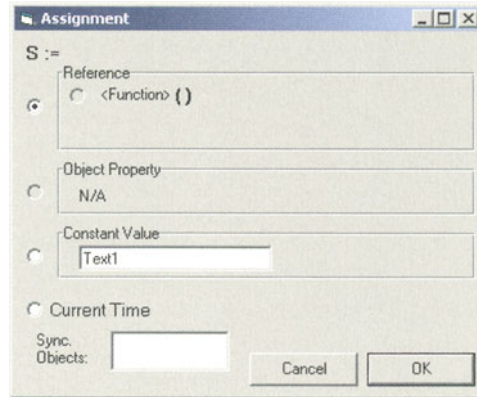 Assignment
S :=
Reference
<Function> ()
Object Property
N/A
Constant Value
Text1
Current Time
Sync.
Objects:
Cancel
OK